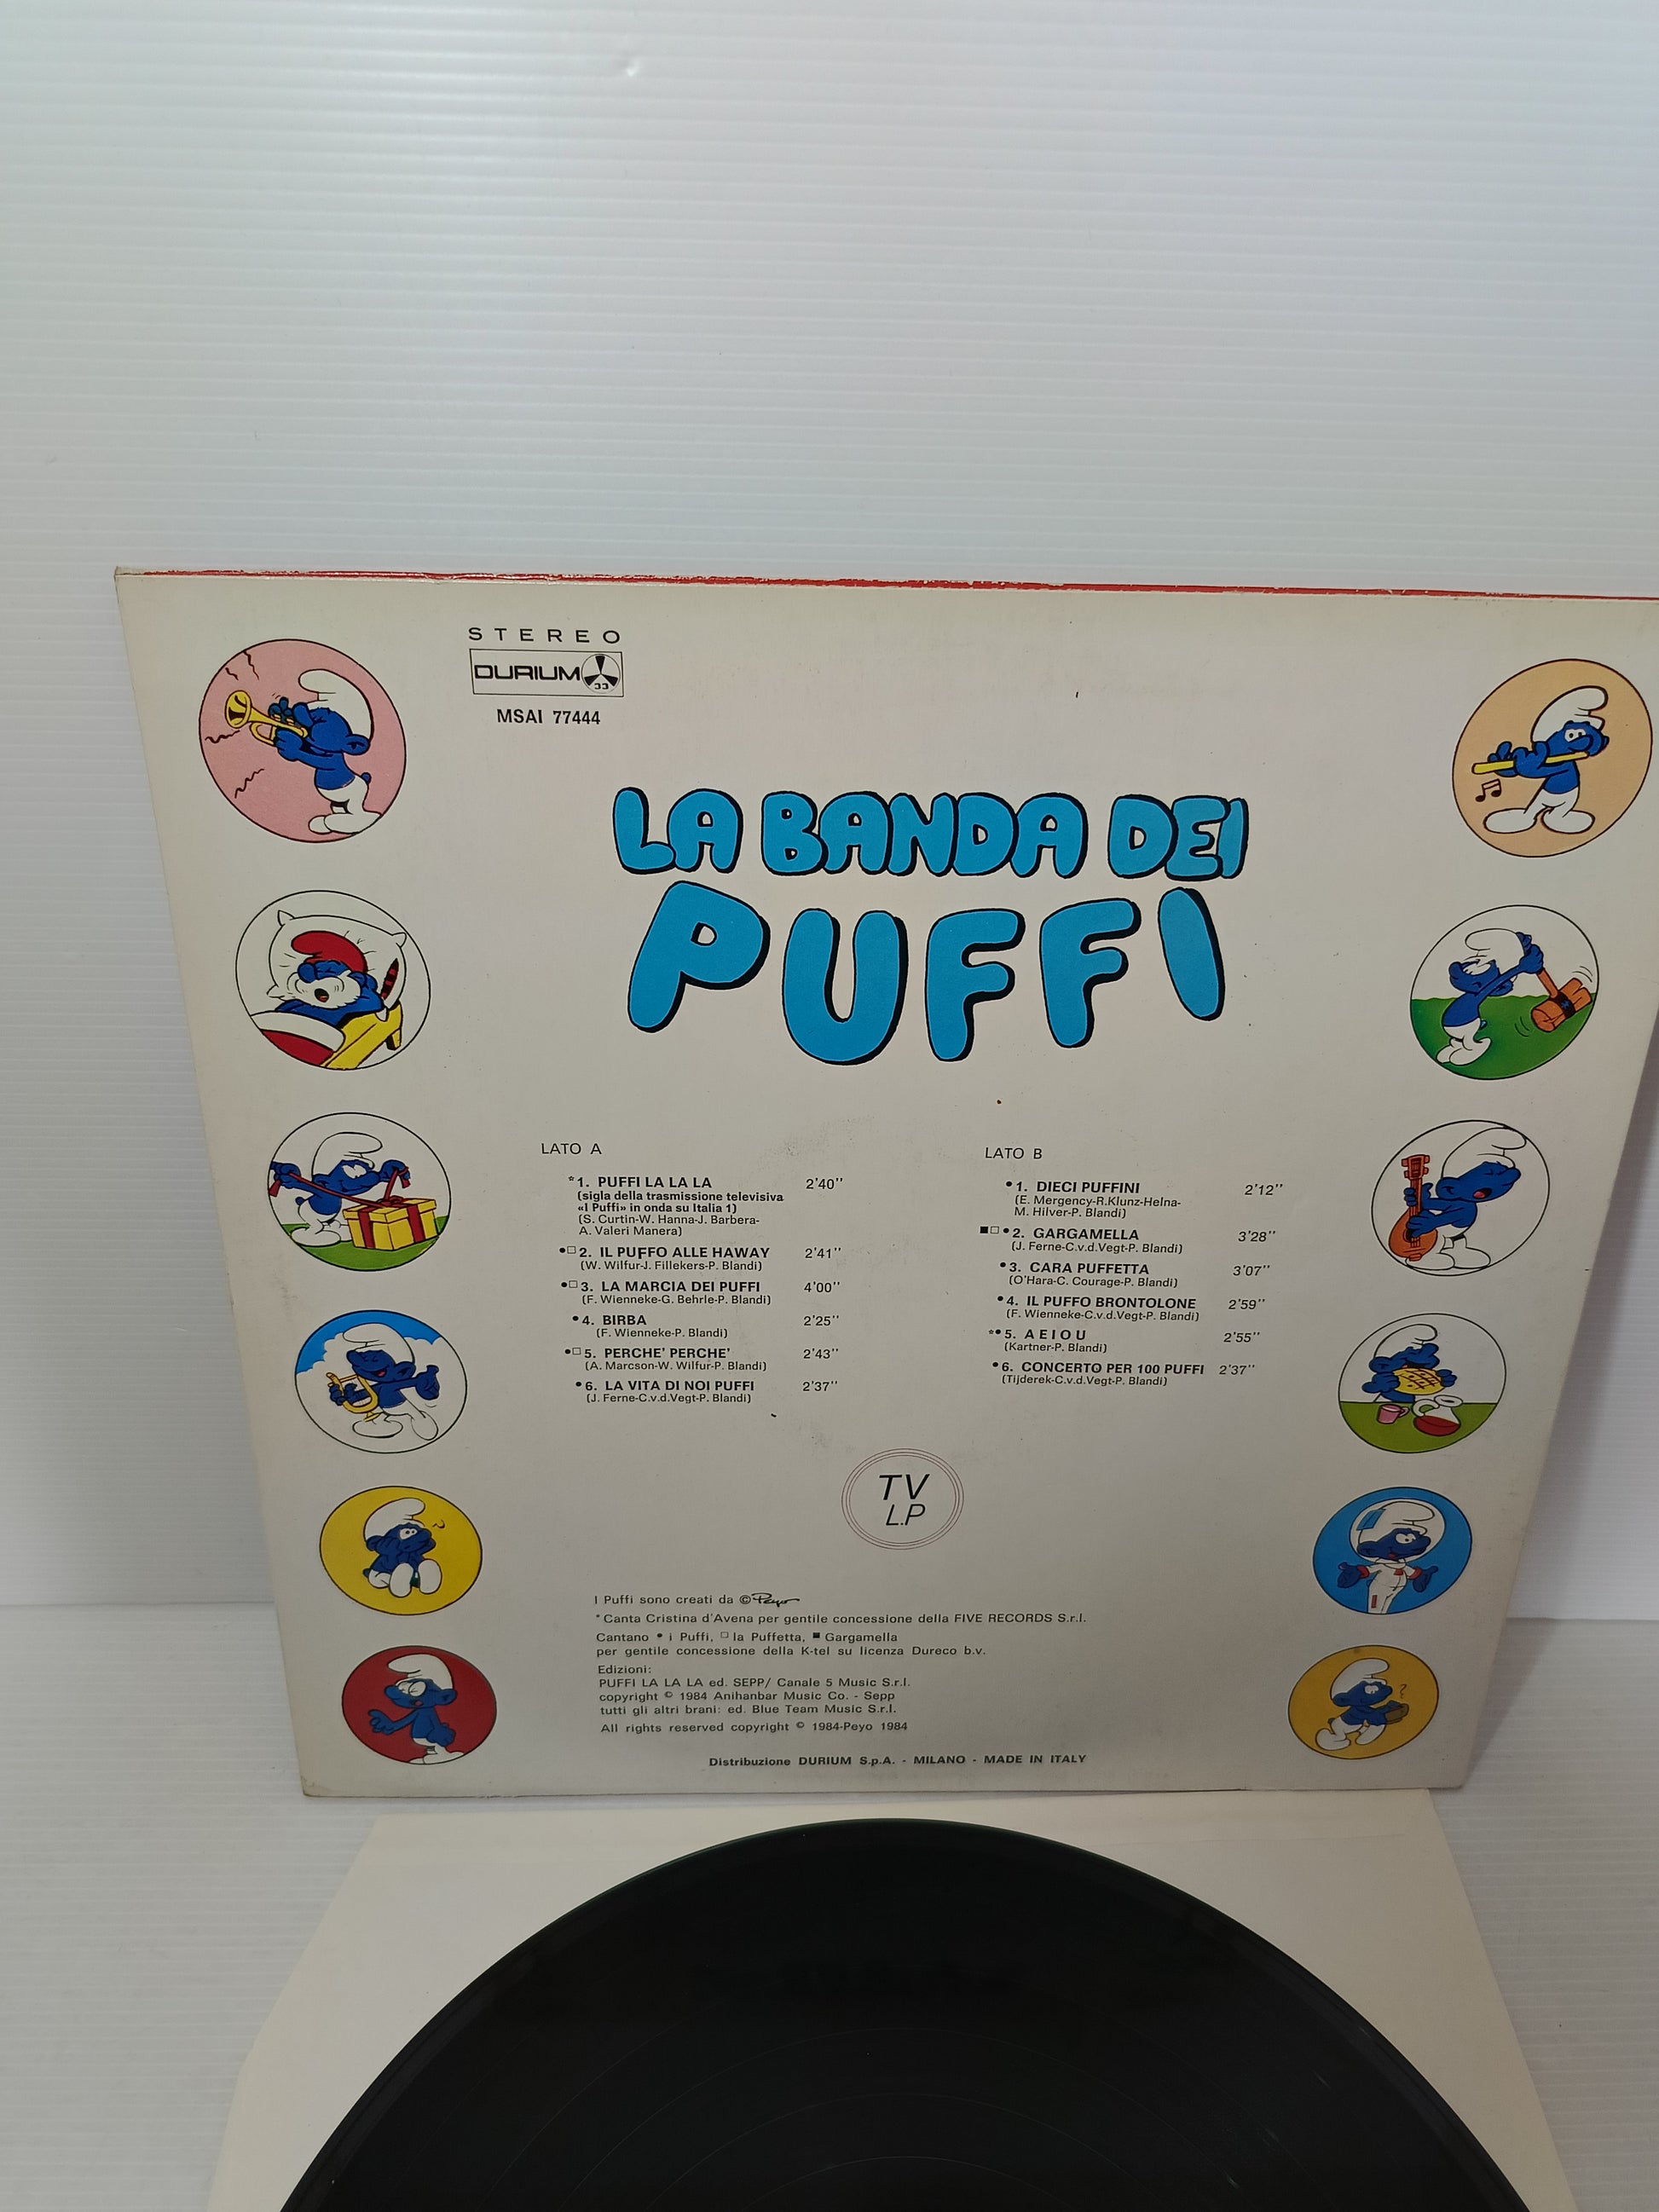 STEREO
DURIUM 33
MSAI 77444
LA BANDA DEI
PUFFI
LATO A
*1. PUFFI LA LA LA 2'40''
(sigla della trasmissione televisiva
«I Puffi» in onda su Italia 1)
(S. Curtin-W. Hanna-J. Barbera-
A. Valeri Manera)
•□2. IL PUFFO ALLE HAWAY 2'41''
(W. Wilfur-J. Fillekers-P. Blandi)
•□3. LA MARCIA DEI PUFFI 4'00''
(F. Wienneke-G. Behrle-P. Blandi)
•4. BIRBA 2'25''
(F. Wienneke-P. Blandi)
•□5. PERCHE' PERCHE' 2'43''
(A. Marcson-W. Wilfur-P. Blandi)
•6. LA VITA DI NOI PUFFI 2'37''
(J. Ferne-C.v.d.Vegt-P. Blandi)
LATO B
•1. DIECI PUFFINI 2'12''
(E. Mergency-R.Klunz-Helna-
M. Hilver-P. Blandi)
■□•2. GARGAMELLA 3'28''
(J. Ferne-C.v.d.Vegt-P. Blandi)
•3. CARA PUFFETTA 3'07''
(O'Hara-C. Courage-P. Blandi)
•4. IL PUFFO BRONTOLONE 2'59''
(F. Wienneke-C.v.d.Vegt-P. Blandi)
*•5. A E I O U 2'55''
(Kartner-P. Blandi)
•6. CONCERTO PER 100 PUFFI 2'37''
(Tijderek-C.v.d.Vegt-P. Blandi)
TV
L.P
I Puffi sono creati da © Peyo
*Canta Cristina d'Avena per gentile concessione della FIVE RECORDS S.r.l.
Cantano • i Puffi, □ la Puffetta, ■ Gargamella
per gentile concessione della K-tel su licenza Dureco b.v.
Edizioni:
PUFFI LA LA LA ed. SEPP/ Canale 5 Music S.r.l.
copyright © 1984 Anihanbar Music Co. - Sepp
tutti gli altri brani: ed. Blue Team Music S.r.l.
All rights reserved copyright © 1984-Peyo 1984
Distribuzione DURIUM S.p.A. - MILANO - MADE IN ITALY